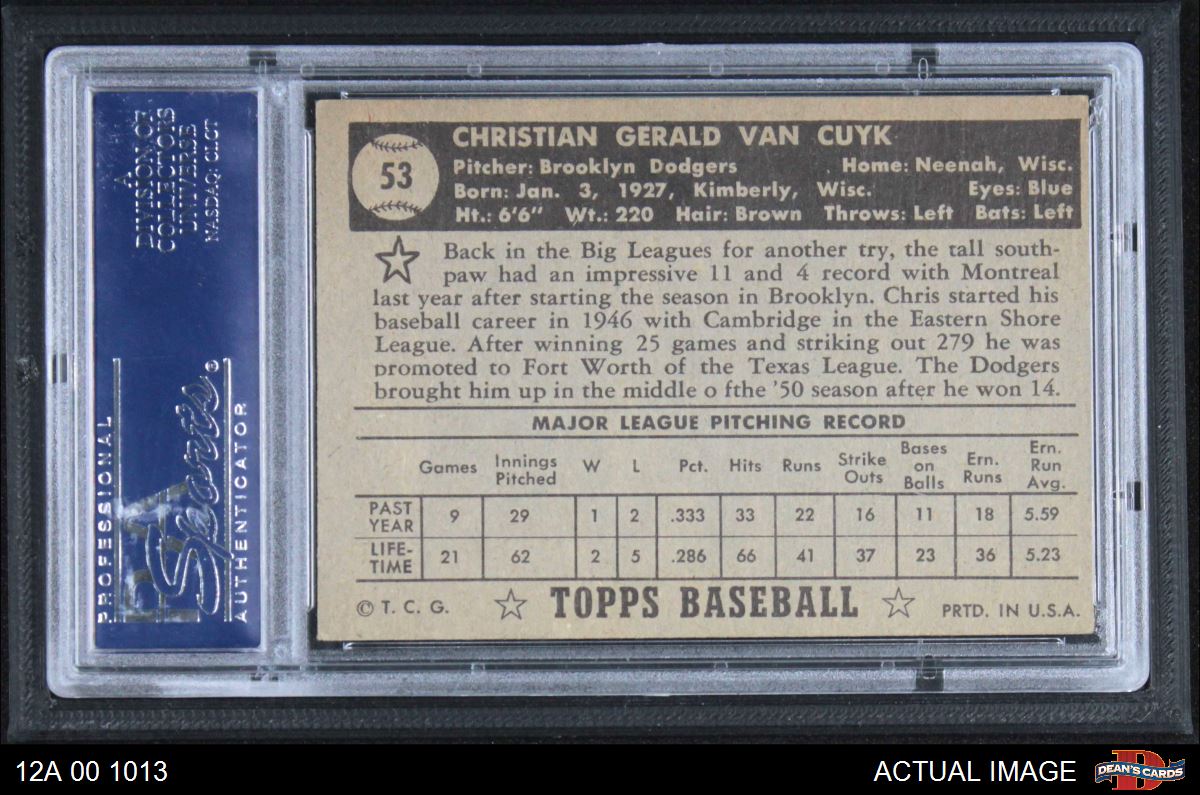 A
DIVISION OF
COLLECTORS
UNIVERSE
NASDAQ: CLCT
PROFESSIONAL
Sports
AUTHENTICATOR
53
CHRISTIAN GERALD VAN CUYK
Pitcher: Brooklyn Dodgers Home: Neenah, Wisc.
Born: Jan. 3, 1927, Kimberly, Wisc. Eyes: Blue
Ht.: 6'6" Wt.: 220 Hair: Brown Throws: Left Bats: Left
Back in the Big Leagues for another try, the tall south-
paw had an impressive 11 and 4 record with Montreal
last year after starting the season in Brooklyn. Chris started his
baseball career in 1946 with Cambridge in the Eastern Shore
League. After winning 25 games and striking out 279 he was
promoted to Fort Worth of the Texas League. The Dodgers
brought him up in the middle o fthe '50 season after he won 14.
MAJOR LEAGUE PITCHING RECORD
Games Innings Pitched W L Pct. Hits Runs Strike Outs Bases on Balls Ern. Runs Ern. Run Avg.
PAST YEAR 9 29 1 2 .333 33 22 16 11 18 5.59
LIFE-TIME 21 62 2 5 .286 66 41 37 23 36 5.23
© T. C. G. TOPPS BASEBALL PRTD. IN U.S.A.
12A 00 1013 ACTUAL IMAGE
D
DEAN'S CARDS